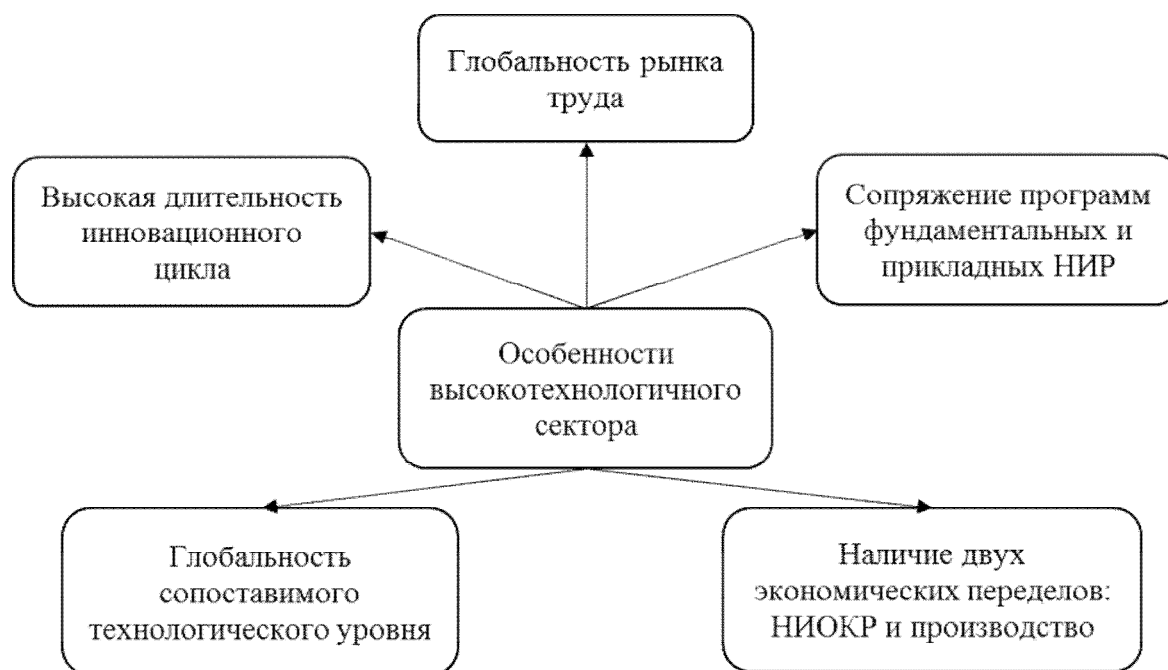 Глобальность рынка
труда
Высокая длительность
инновационного
цикла
Сопряжение программ
фундаментальных и
прикладных НИР
Особенности
высокотехнологичного
сектора
Глобальность
сопоставимого
технологического уровня
Наличие двух
экономических переделов:
НИОКР и производство